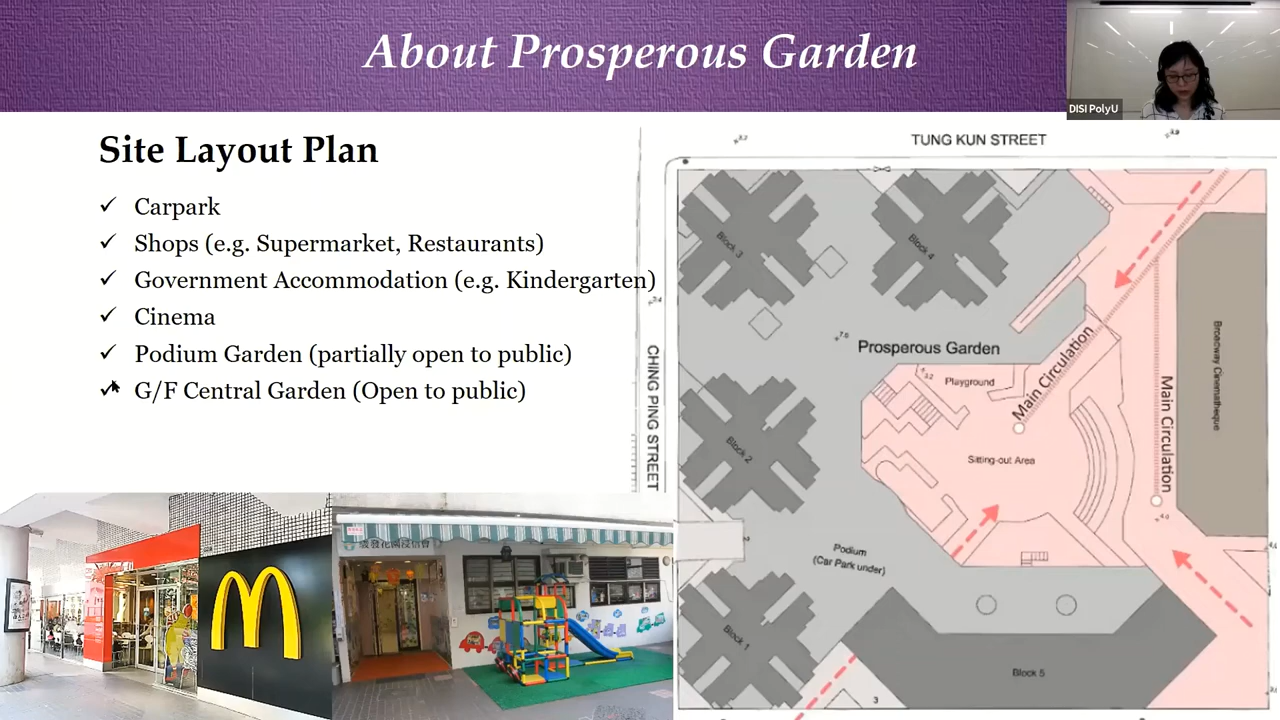 About Prosperous Garden
DISI PolyU
Site Layout Plan
✓ Carpark
✓ Shops (e.g. Supermarket, Restaurants)
✓ Government Accommodation (e.g. Kindergarten)
✓ Cinema
✓ Podium Garden (partially open to public)
✓ G/F Central Garden (Open to public)
TUNG KUN STREET
CHING PING STREET
Block 3
Block 4
Prosperous Garden
Playground
Main Circulation
Main Circulation
Broadway Cinematheque
Sitting-out Area
Block 2
Podium
(Car Park under)
Block 1
Block 5
3